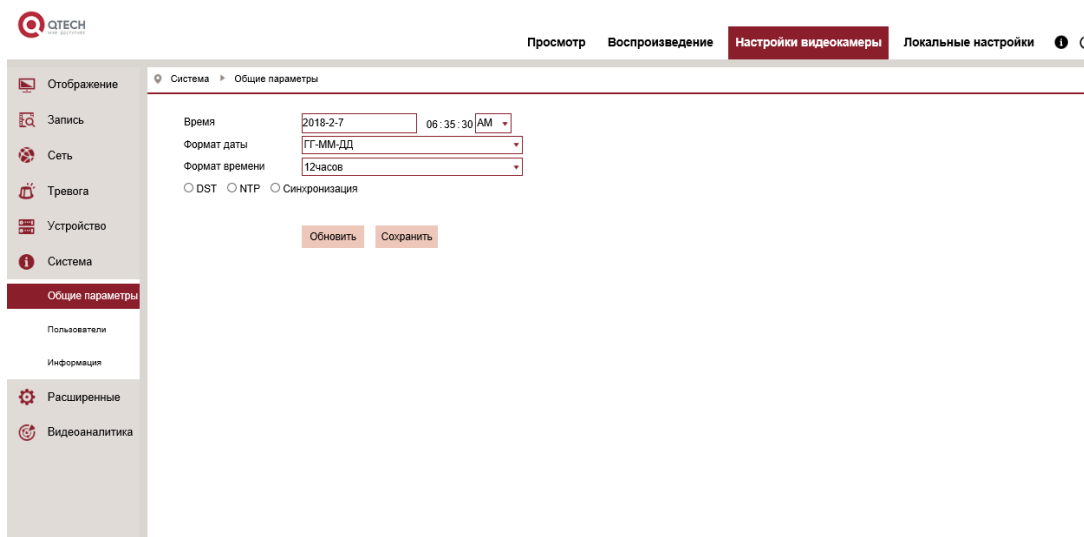 QTECH
МИР ДОСТУПНЕЕ
Просмотр Воспроизведение Настройки видеокамеры Локальные настройки
Отображение
Запись
Сеть
Тревога
Устройство
Система
Общие параметры
Пользователи
Информация
Расширенные
Видеоаналитика
Система Общие параметры
Время 2018-2-7 06:35:30 AM
Формат даты ГГ-ММ-ДД
Формат времени 12часов
DST NTP Синхронизация
Обновить Сохранить